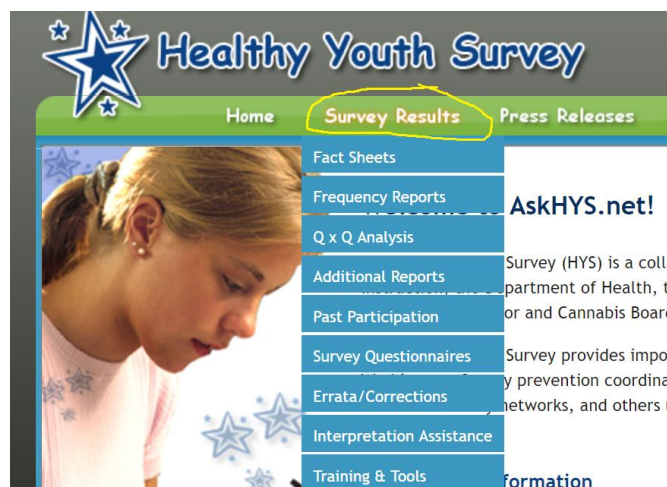 Healthy Youth Survey
Home Survey Results Press Releases
Fact Sheets
Frequency Reports
Q x Q Analysis
Additional Reports
Past Participation
Survey Questionnaires
Errata/Corrections
Interpretation Assistance
Training & Tools
to AskHYS.net!
Survey (HYS) is a coll
partment of Health, t
or and Cannabis Boar
Survey provides impo
y prevention coordina
networks, and others
formation